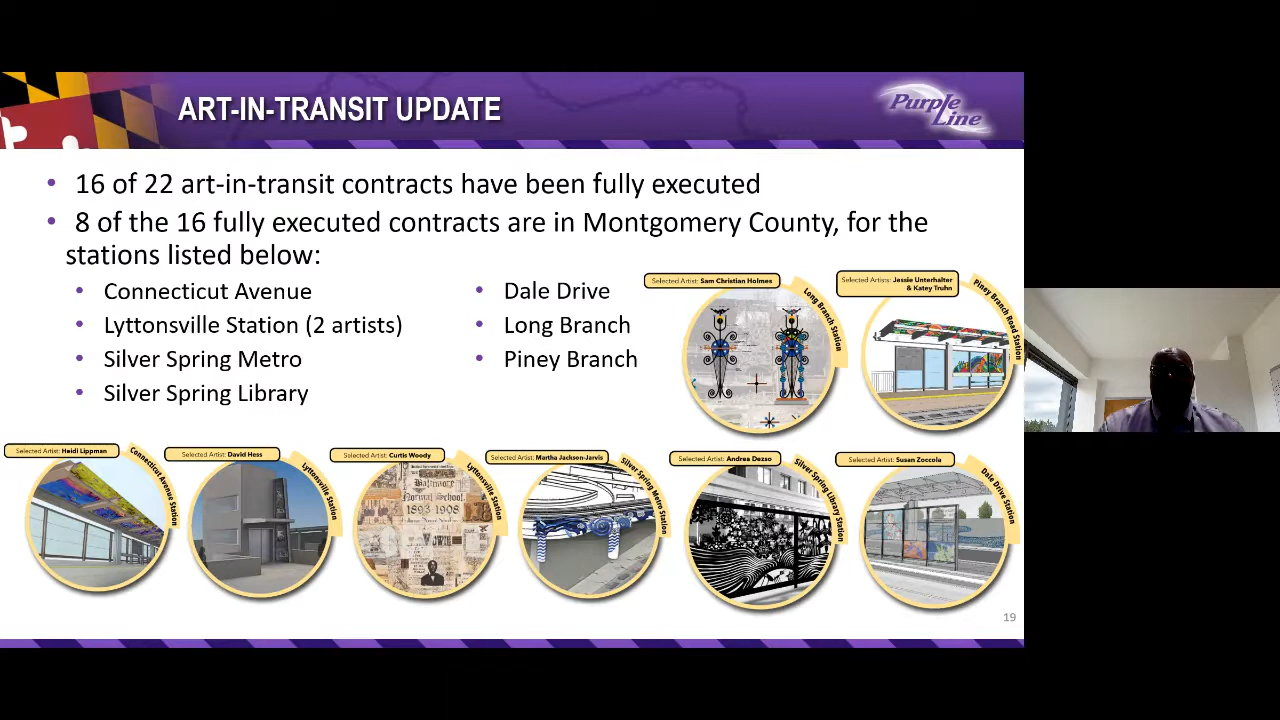 ART-IN-TRANSIT UPDATE
Purple
Line
• 16 of 22 art-in-transit contracts have been fully executed
• 8 of the 16 fully executed contracts are in Montgomery County, for the
stations listed below:
• Connecticut Avenue
• Lyttonsville Station (2 artists)
• Silver Spring Metro
• Silver Spring Library
• Dale Drive
• Long Branch
• Piney Branch
Selected Artist: Sam Christian Holmes
Long Branch Station
Selected Artists: Jessie Unterhalter
& Katey Truhn
Piney Branch Road Station
Selected Artist: Heidi Lippman
Connecticut Avenue Station
Selected Artist: David Hess
Lyttonsville Station
Selected Artist: Curtis Woody
Lyttonsville Station
Baltimore
Normal School.
1893 1908
Selected Artist: Martha Jackson-Jarvis
Silver Spring Metro Station
Selected Artist: Andrea Dezso
Silver Spring Library Station
Selected Artist: Susan Zoccola
Dale Drive Station
19